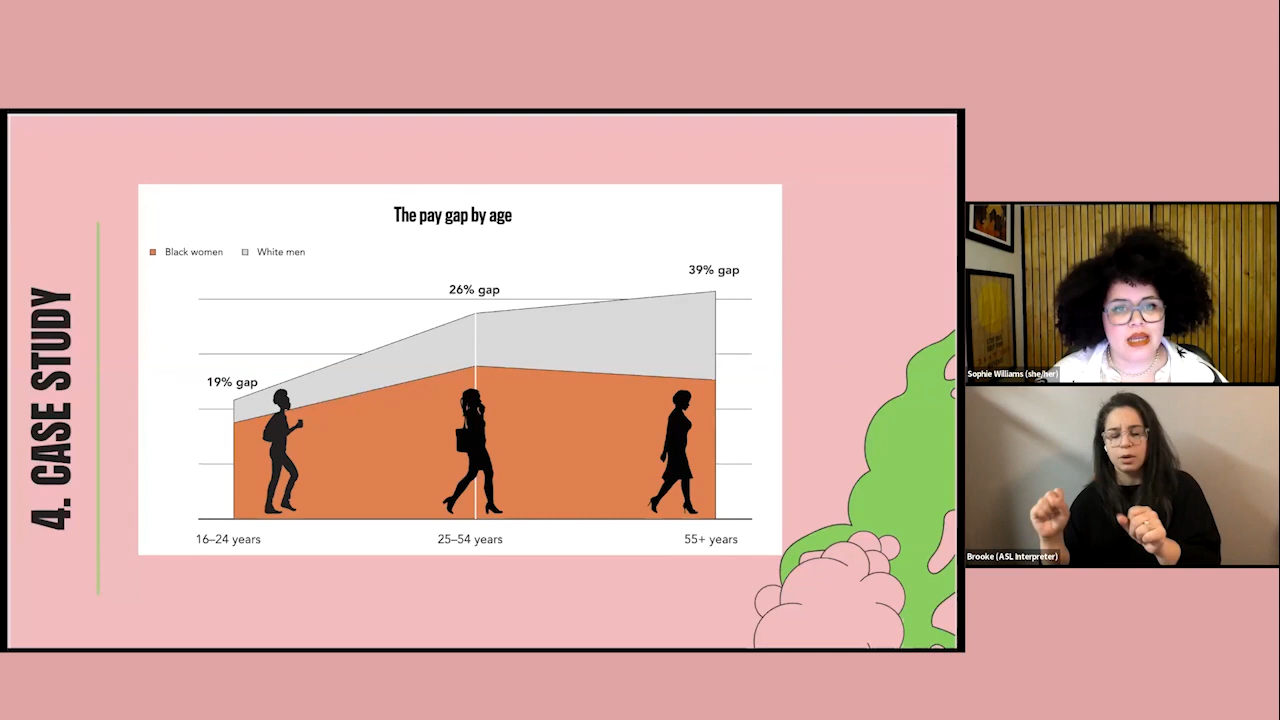 4. CASE STUDY
The pay gap by age
Black women
White men
19% gap
26% gap
39% gap
16–24 years
25–54 years
55+ years
Sophie Williams (she/her)
Brooke (ASL Interpreter)